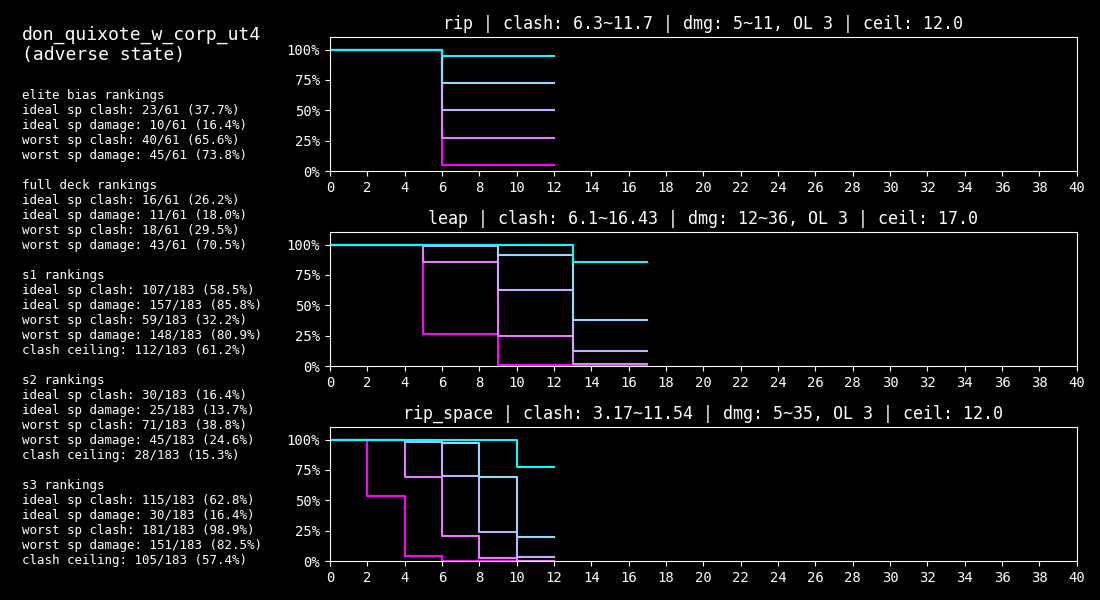 don_quixote_w_corp_ut4
(adverse state)
elite bias rankings
ideal sp clash: 23/61 (37.7%)
ideal sp damage: 10/61 (16.4%)
worst sp clash: 40/61 (65.6%)
worst sp damage: 45/61 (73.8%)
full deck rankings
ideal sp clash: 16/61 (26.2%)
ideal sp damage: 11/61 (18.0%)
worst sp clash: 18/61 (29.5%)
worst sp damage: 43/61 (70.5%)
s1 rankings
ideal sp clash: 107/183 (58.5%)
ideal sp damage: 157/183 (85.8%)
worst sp clash: 59/183 (32.2%)
worst sp damage: 148/183 (80.9%)
clash ceiling: 112/183 (61.2%)
s2 rankings
ideal sp clash: 30/183 (16.4%)
ideal sp damage: 25/183 (13.7%)
worst sp clash: 71/183 (38.8%)
worst sp damage: 45/183 (24.6%)
clash ceiling: 28/183 (15.3%)
s3 rankings
ideal sp clash: 115/183 (62.8%)
ideal sp damage: 30/183 (16.4%)
worst sp clash: 181/183 (98.9%)
worst sp damage: 151/183 (82.5%)
clash ceiling: 105/183 (57.4%)
rip | clash: 6.3~11.7 | dmg: 5~11, OL 3 | ceil: 12.0
100%
75%
50%
25%
0%
0 2 4 6 8 10 12 14 16 18 20 22 24 26 28 30 32 34 36 38 40
leap | clash: 6.1~16.43 | dmg: 12~36, OL 3 | ceil: 17.0
100%
75%
50%
25%
0%
0 2 4 6 8 10 12 14 16 18 20 22 24 26 28 30 32 34 36 38 40
rip_space | clash: 3.17~11.54 | dmg: 5~35, OL 3 | ceil: 12.0
100%
75%
50%
25%
0%
0 2 4 6 8 10 12 14 16 18 20 22 24 26 28 30 32 34 36 38 40